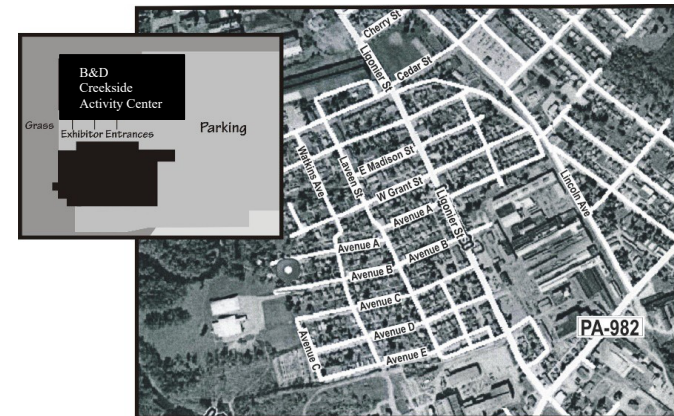 B&D
Creekside
Activity Center
Grass
Exhibitor Entrances
Parking
Cherry St
Ligonier St
Cedar St
Watkins Ave
Laveen St
E Madison St
W Grant St
Ligonier St
Lincoln Ave
Avenue A
Avenue A
Avenue B
Avenue B
Avenue C
Avenue C
Avenue D
Avenue E
PA-982